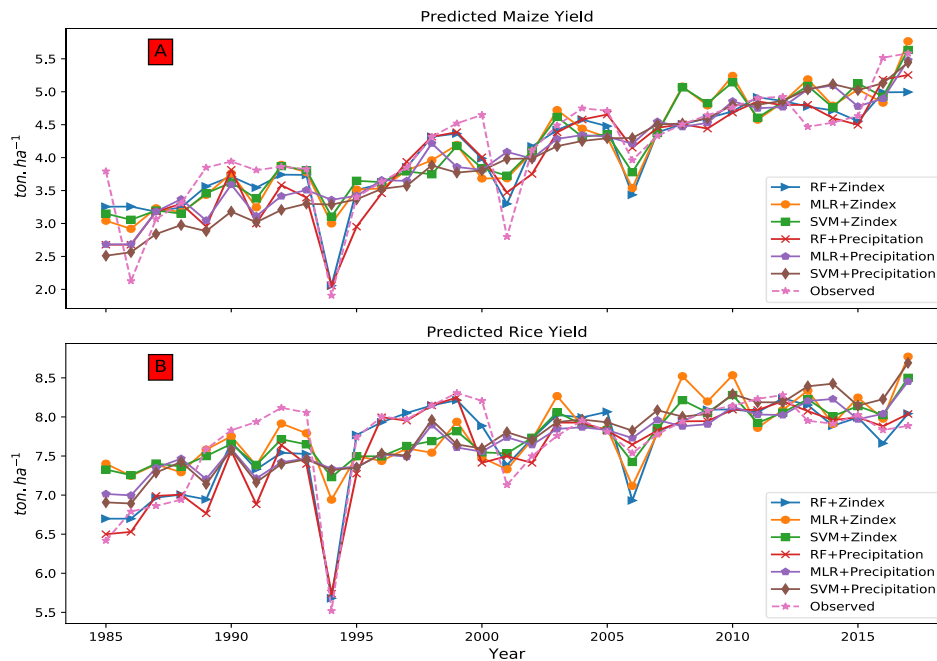 Predicted Maize Yield
A
5.5
5.0
4.5
4.0
3.5
3.0
2.5
2.0
ton.ha⁻¹
RF+Zindex
MLR+Zindex
SVM+Zindex
RF+Precipitation
MLR+Precipitation
SVM+Precipitation
Observed
Predicted Rice Yield
B
8.5
8.0
7.5
7.0
6.5
6.0
5.5
ton.ha⁻¹
RF+Zindex
MLR+Zindex
SVM+Zindex
RF+Precipitation
MLR+Precipitation
SVM+Precipitation
Observed
1985 1990 1995 2000 2005 2010 2015
Year